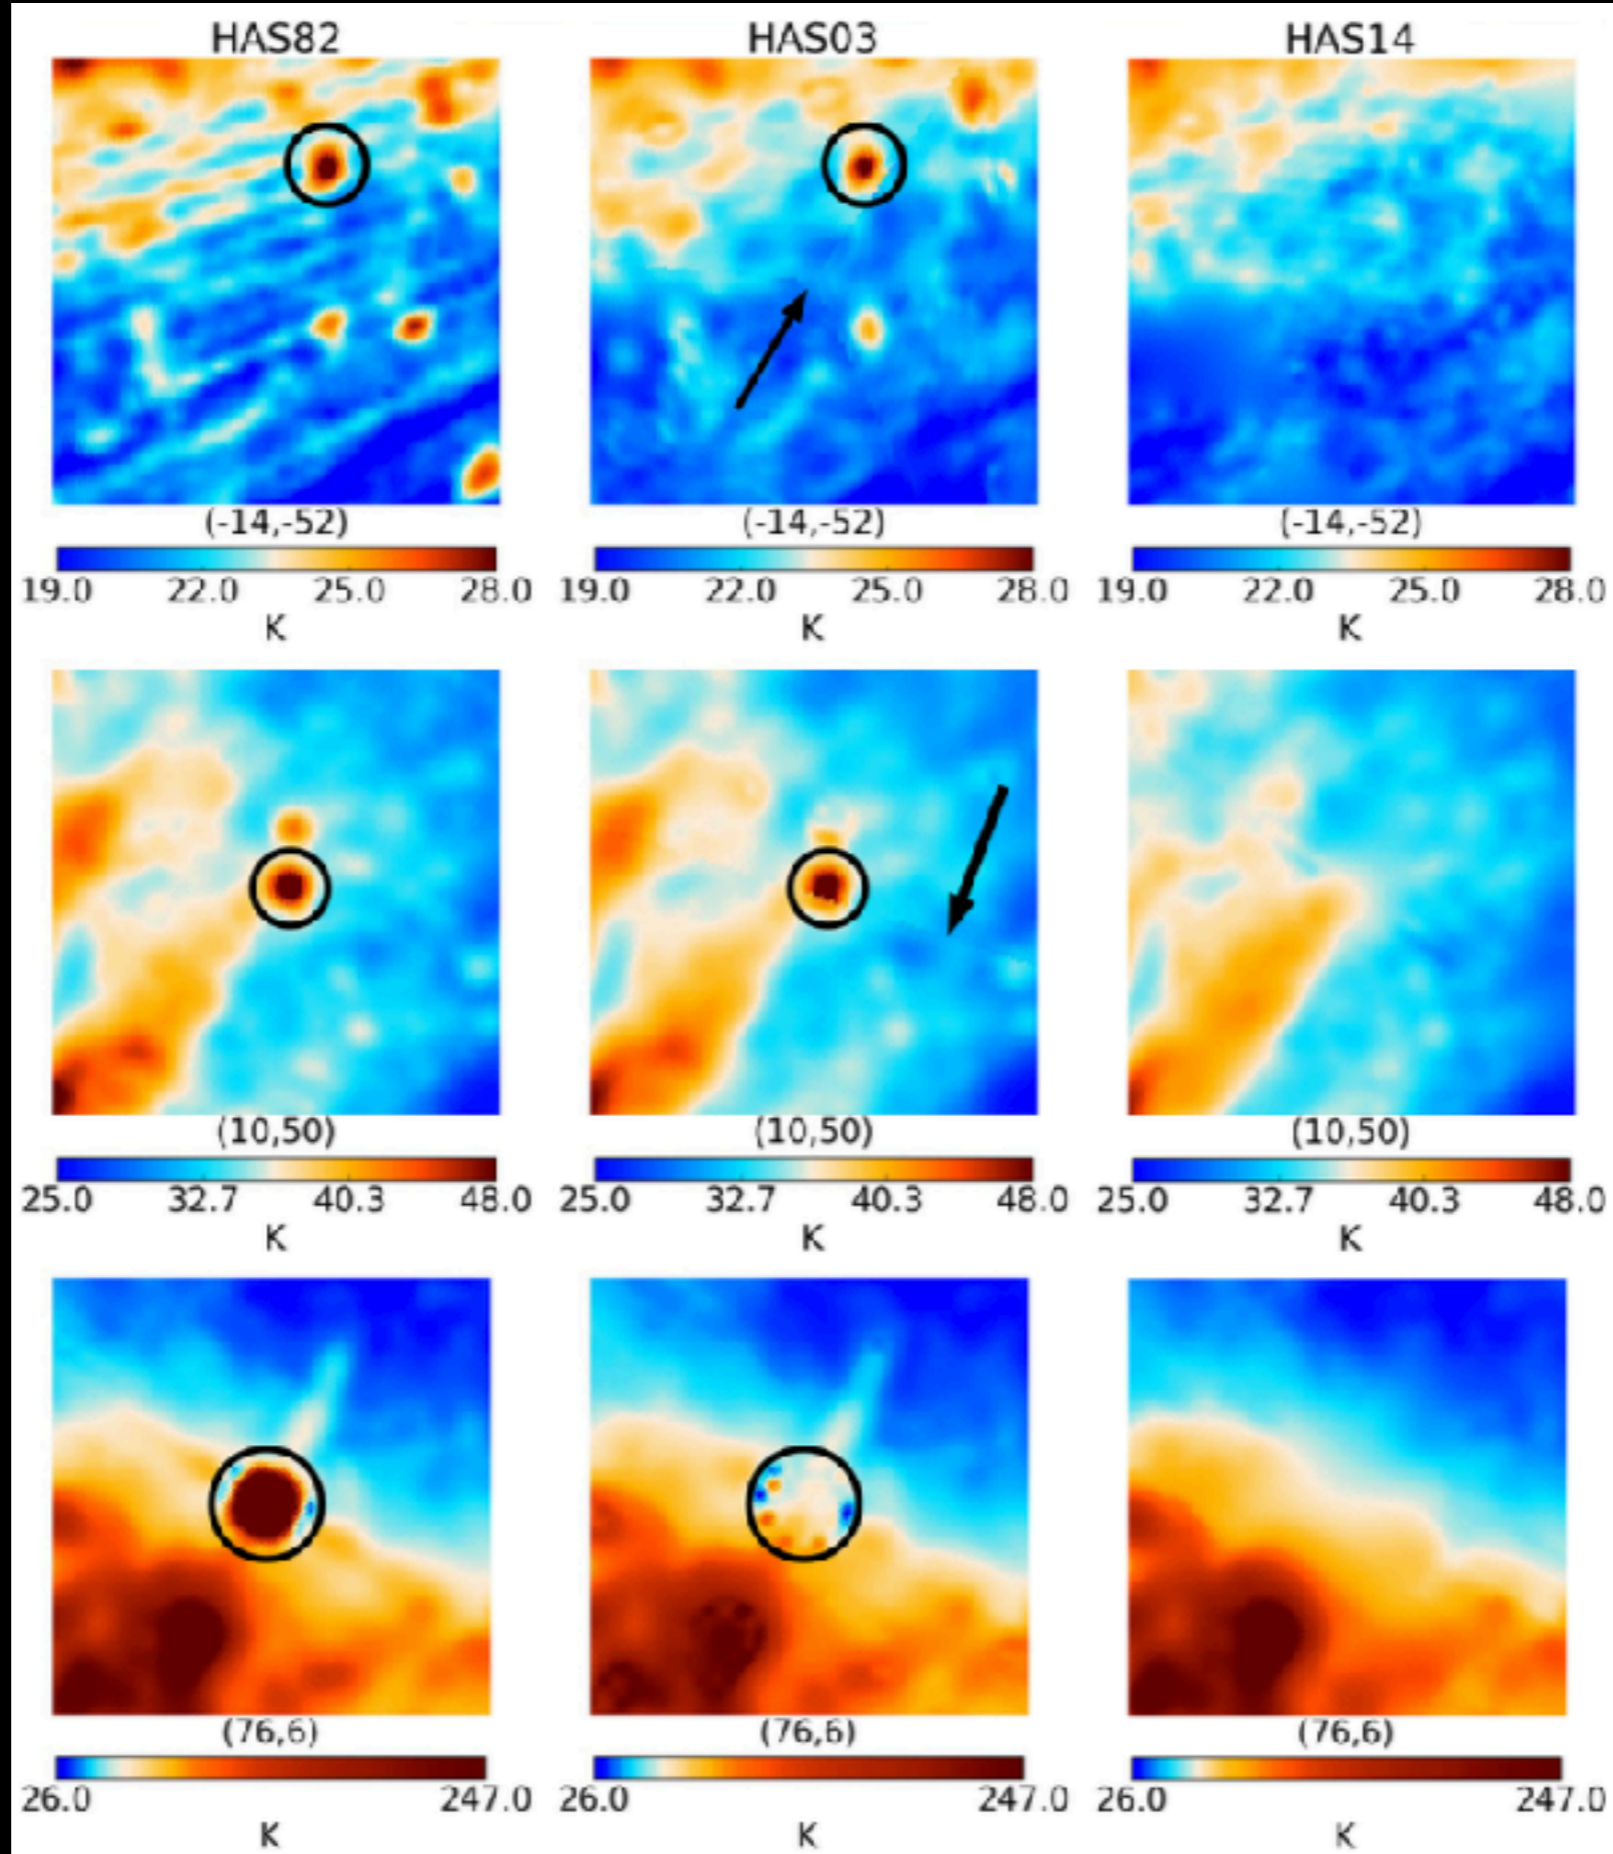 HAS82 HAS03 HAS14
(-14,-52) (-14,-52) (-14,-52)
19.0 22.0 25.0 28.0 19.0 22.0 25.0 28.0 19.0 22.0 25.0 28.0
K K K
(10,50) (10,50) (10,50)
25.0 32.7 40.3 48.0 25.0 32.7 40.3 48.0 25.0 32.7 40.3 48.0
K K K
(76,6) (76,6) (76,6)
26.0 247.0 26.0 247.0 26.0 247.0
K K K